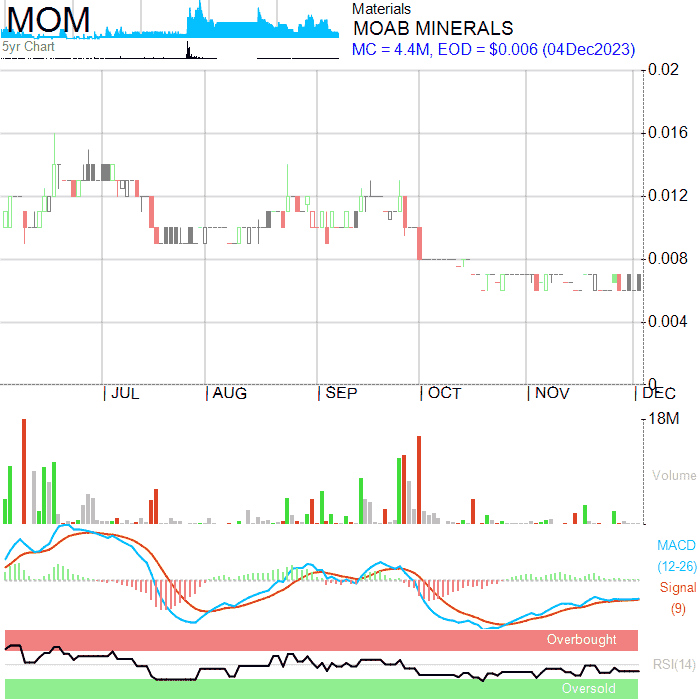 MOM
5yr Chart
Materials
MOAB MINERALS
MC = 4.4M, EOD = $0.006 (04Dec2023)
0.02
0.016
0.012
0.008
0.004
0
JUL AUG SEP OCT NOV DEC
18M
Volume
MACD
(12-26)
Signal
(9)
Overbought
RSI(14)
Oversold